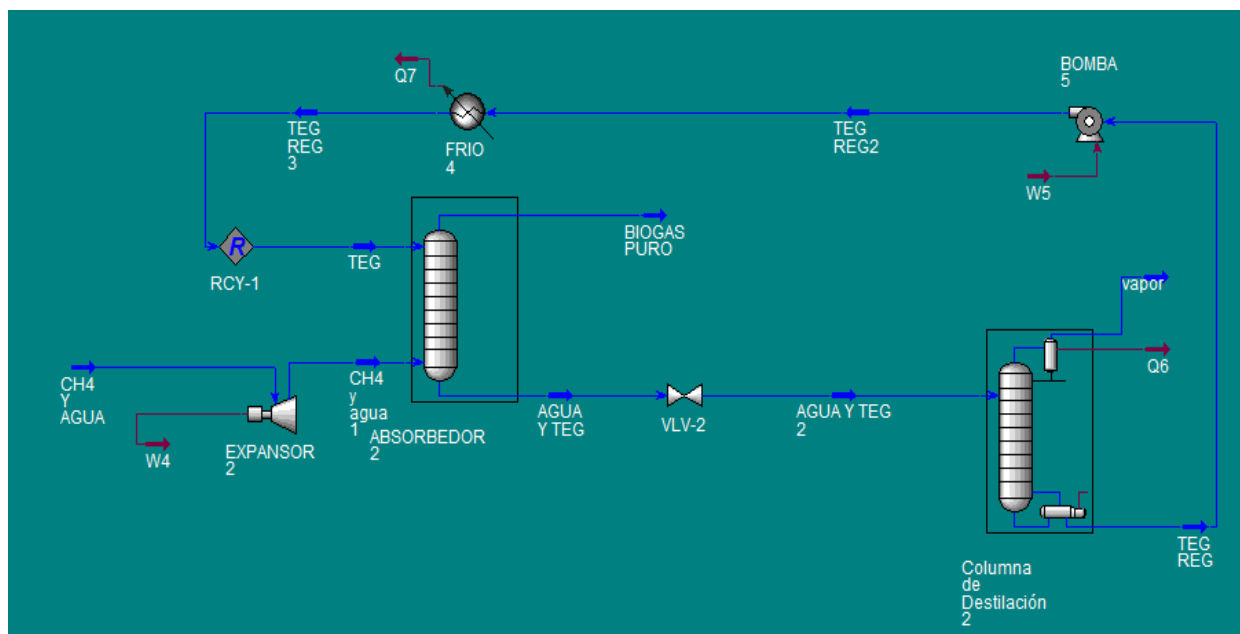 BOMBA
5
Q7
TEG
REG
3
FRIO
4
TEG
REG2
W5
R
RCY-1
TEG
BIOGAS
PURO
vapor
Q6
CH4
Y
AGUA
CH4
y
agua
1
ABSORBEDOR
2
AGUA
Y TEG
VLV-2
AGUA Y TEG
2
EXPANSOR
2
W4
TEG
REG
Columna
de
Destilación
2